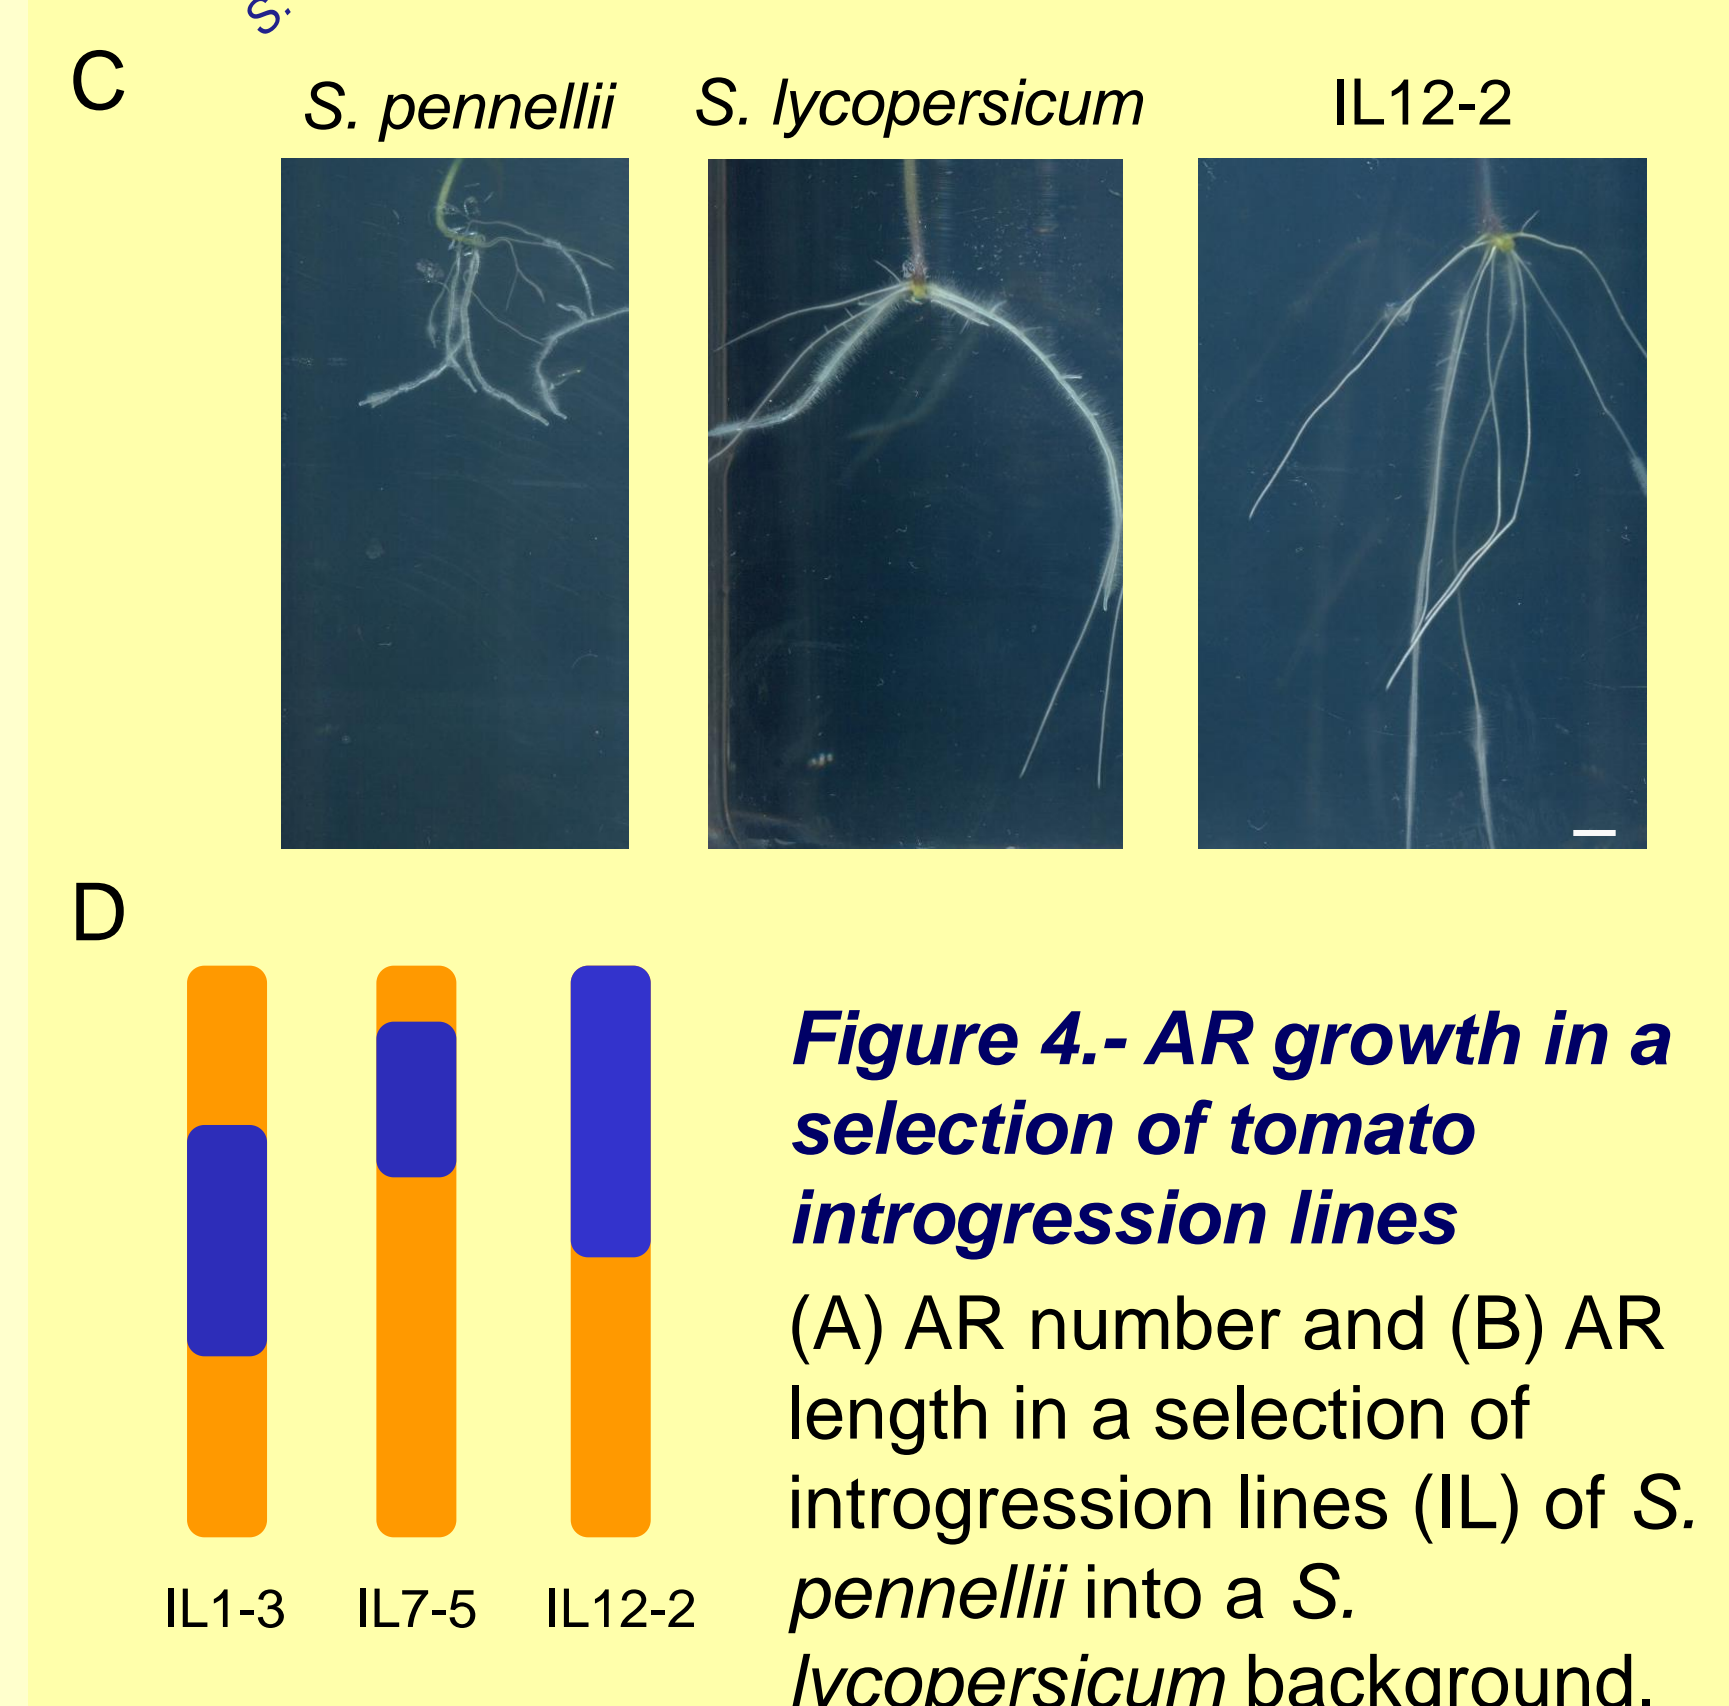 S.
C
S. pennellii S. lycopersicum IL12-2
D
Figure 4.- AR growth in a
selection of tomato
introgression lines
(A) AR number and (B) AR
length in a selection of
introgression lines (IL) of S.
pennellii into a S.
lycopersicum background.
IL1-3 IL7-5 IL12-2